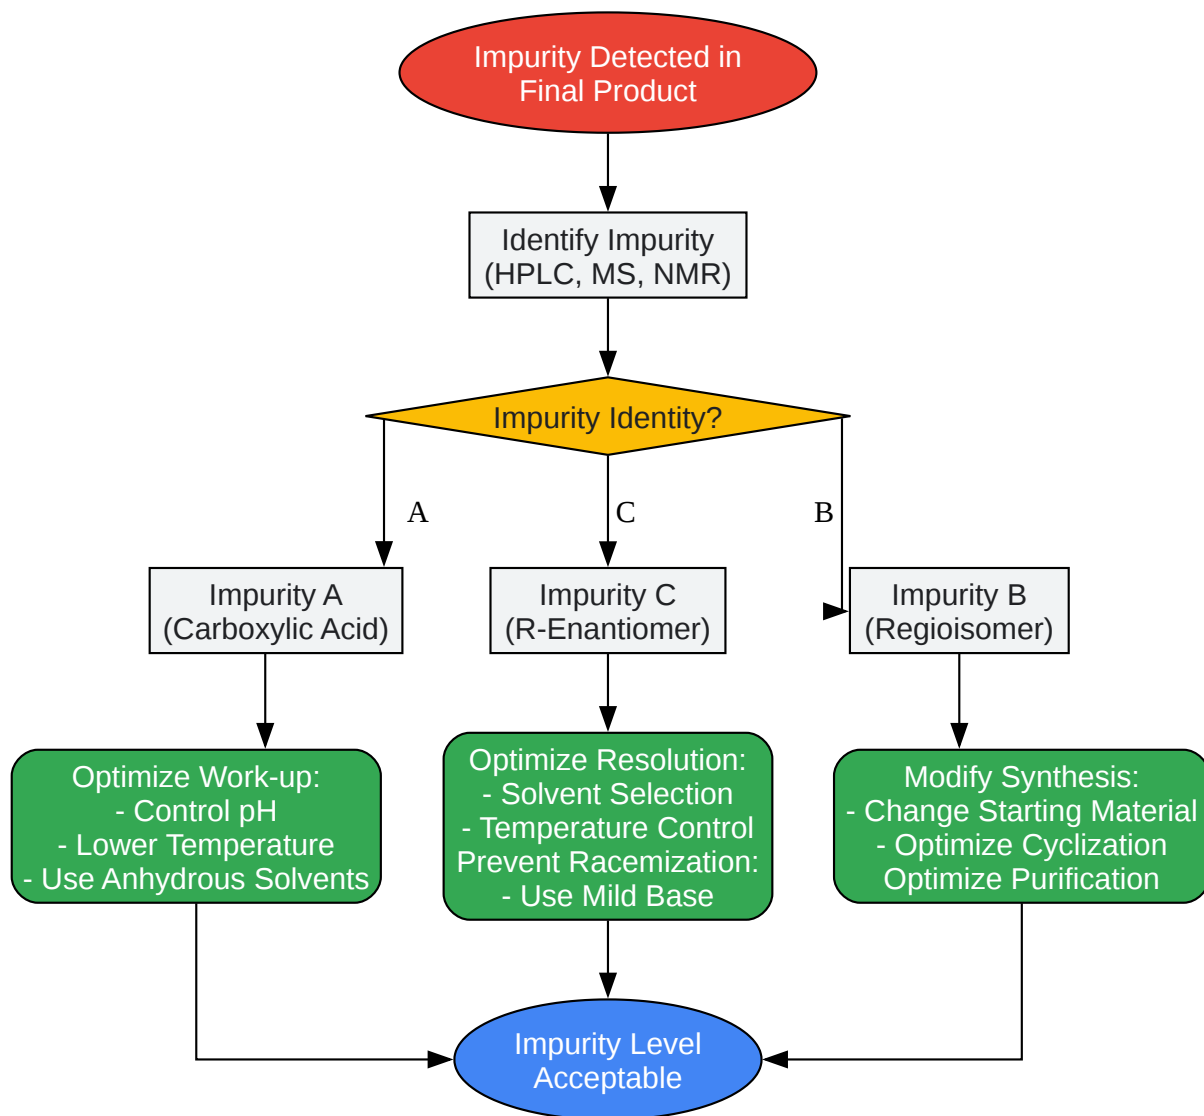 Impurity Detected in
Final Product
Identify Impurity
(HPLC, MS, NMR)
Impurity Identity?
A
C
B
Impurity A
(Carboxylic Acid)
Impurity C
(R-Enantiomer)
Impurity B
(Regioisomer)
Optimize Work-up:
- Control pH
- Lower Temperature
- Use Anhydrous Solvents
Optimize Resolution:
- Solvent Selection
- Temperature Control
Prevent Racemization:
- Use Mild Base
Modify Synthesis:
- Change Starting Material
- Optimize Cyclization
Optimize Purification
Impurity Level
Acceptable